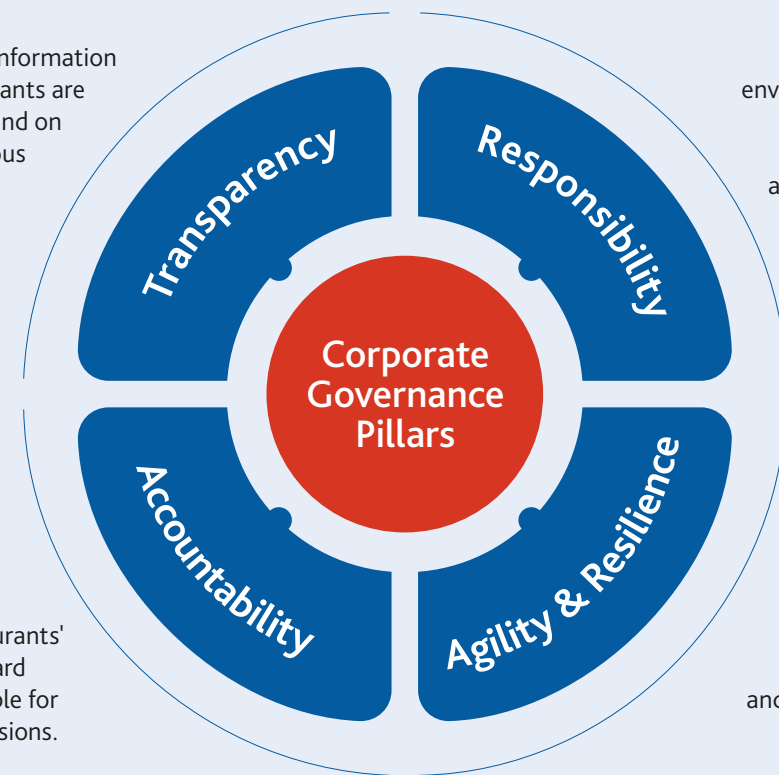 nformation
ants are
nd on
ous
env
a
Transparency
Responsibility
Corporate
Governance
Pillars
Accountability
Agility & Resilience
urants'
ard
ble for
sions.
and